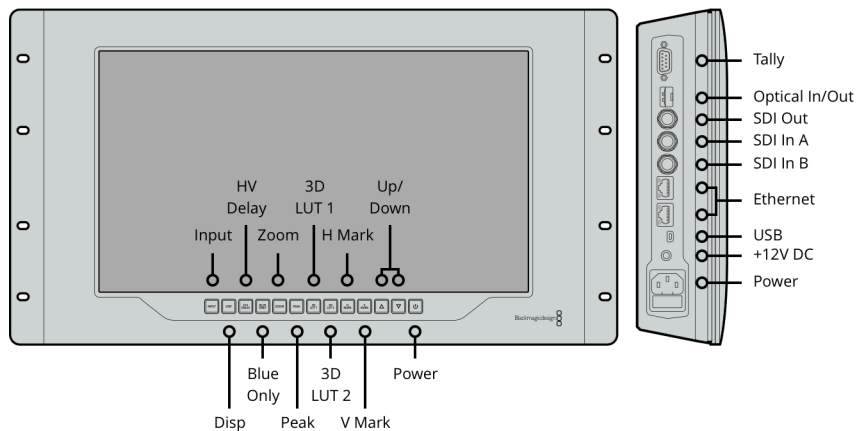 HV
Delay
3D
LUT 1
Up/
Down
Input
Zoom
H Mark
Blackmagicdesign
Blue
Only
3D
LUT 2
Power
Disp
Peak
V Mark
Tally
Optical In/Out
SDI Out
SDI In A
SDI In B
Ethernet
USB
+12V DC
Power